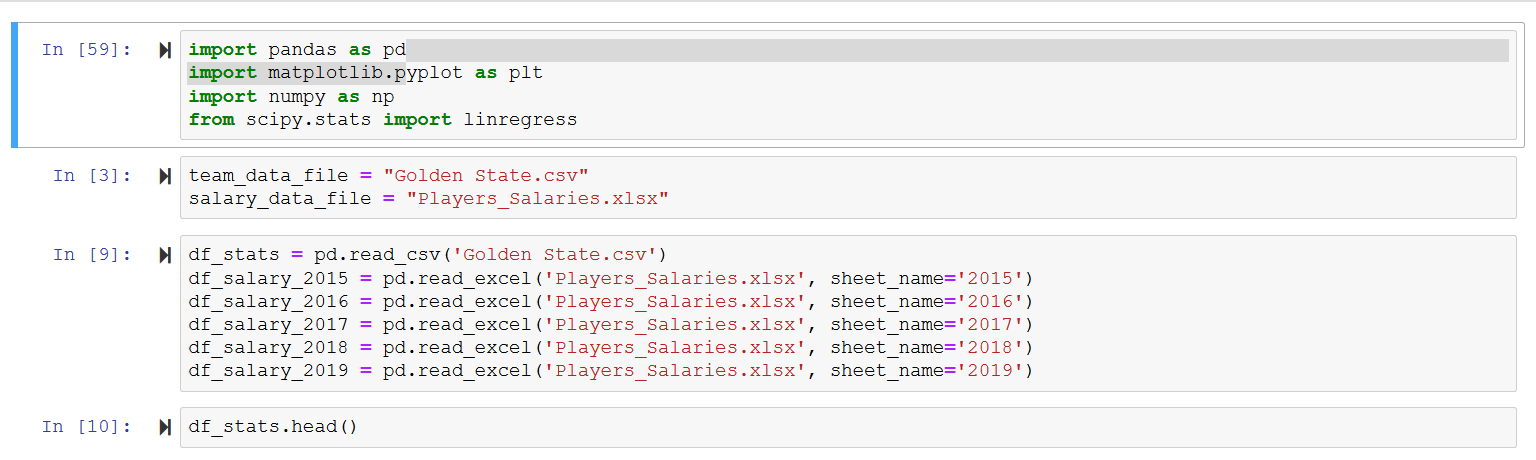 In [59]:
import pandas as pd
import matplotlib.pyplot as plt
import numpy as np
from scipy.stats import linregress
In [3]:
team_data_file = "Golden State.csv"
salary_data_file = "Players_Salaries.xlsx"
In [9]:
df_stats = pd.read_csv('Golden State.csv')
df_salary_2015 = pd.read_excel('Players_Salaries.xlsx', sheet_name='2015')
df_salary_2016 = pd.read_excel('Players_Salaries.xlsx', sheet_name='2016')
df_salary_2017 = pd.read_excel('Players_Salaries.xlsx', sheet_name='2017')
df_salary_2018 = pd.read_excel('Players_Salaries.xlsx', sheet_name='2018')
df_salary_2019 = pd.read_excel('Players_Salaries.xlsx', sheet_name='2019')
In [10]:
df_stats.head()